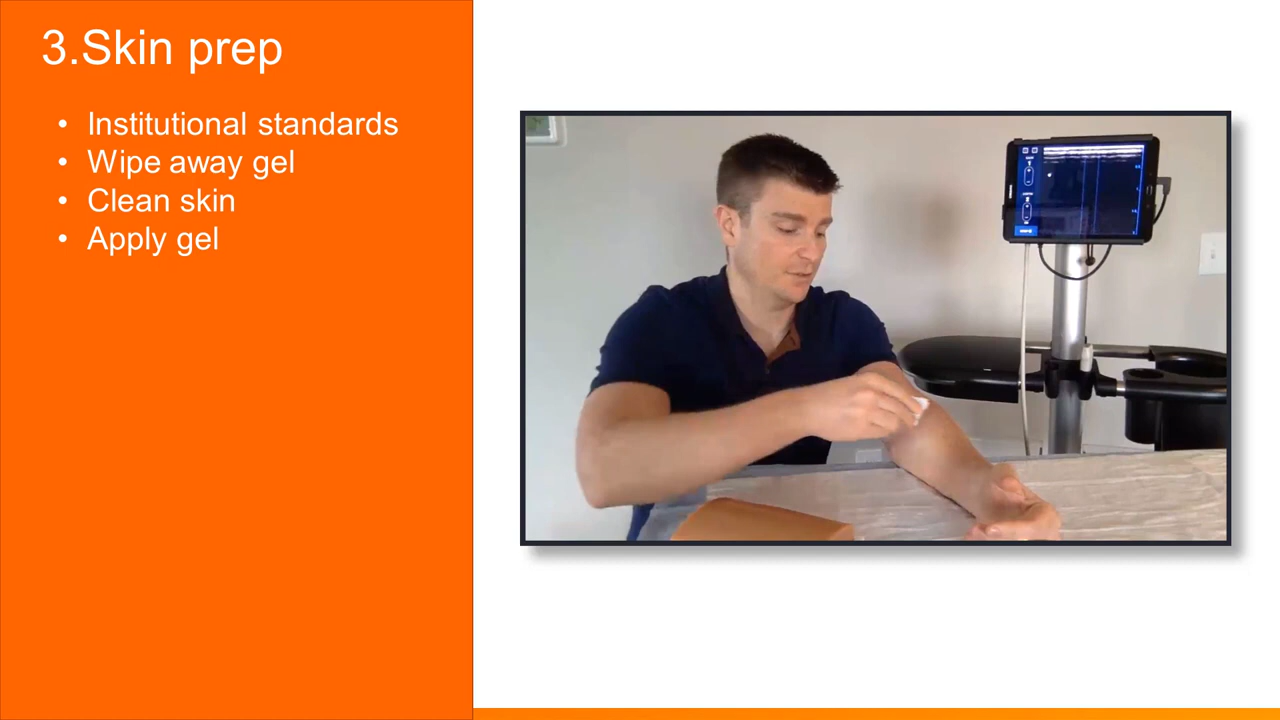 3.Skin prep
• Institutional standards
• Wipe away gel
• Clean skin
• Apply gel